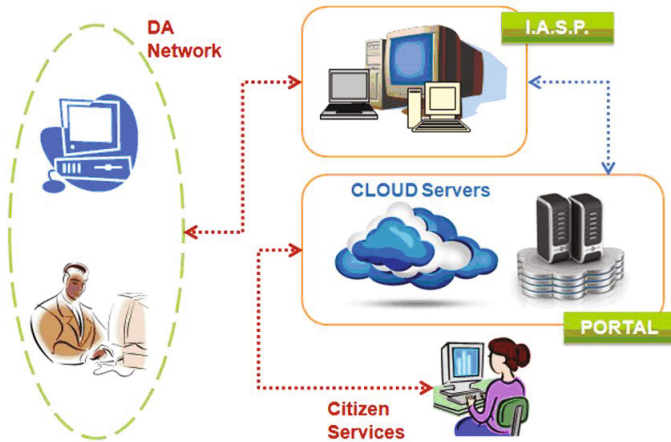 DA
Network
I.A.S.P.
CLOUD Servers
PORTAL
Citizen
Services